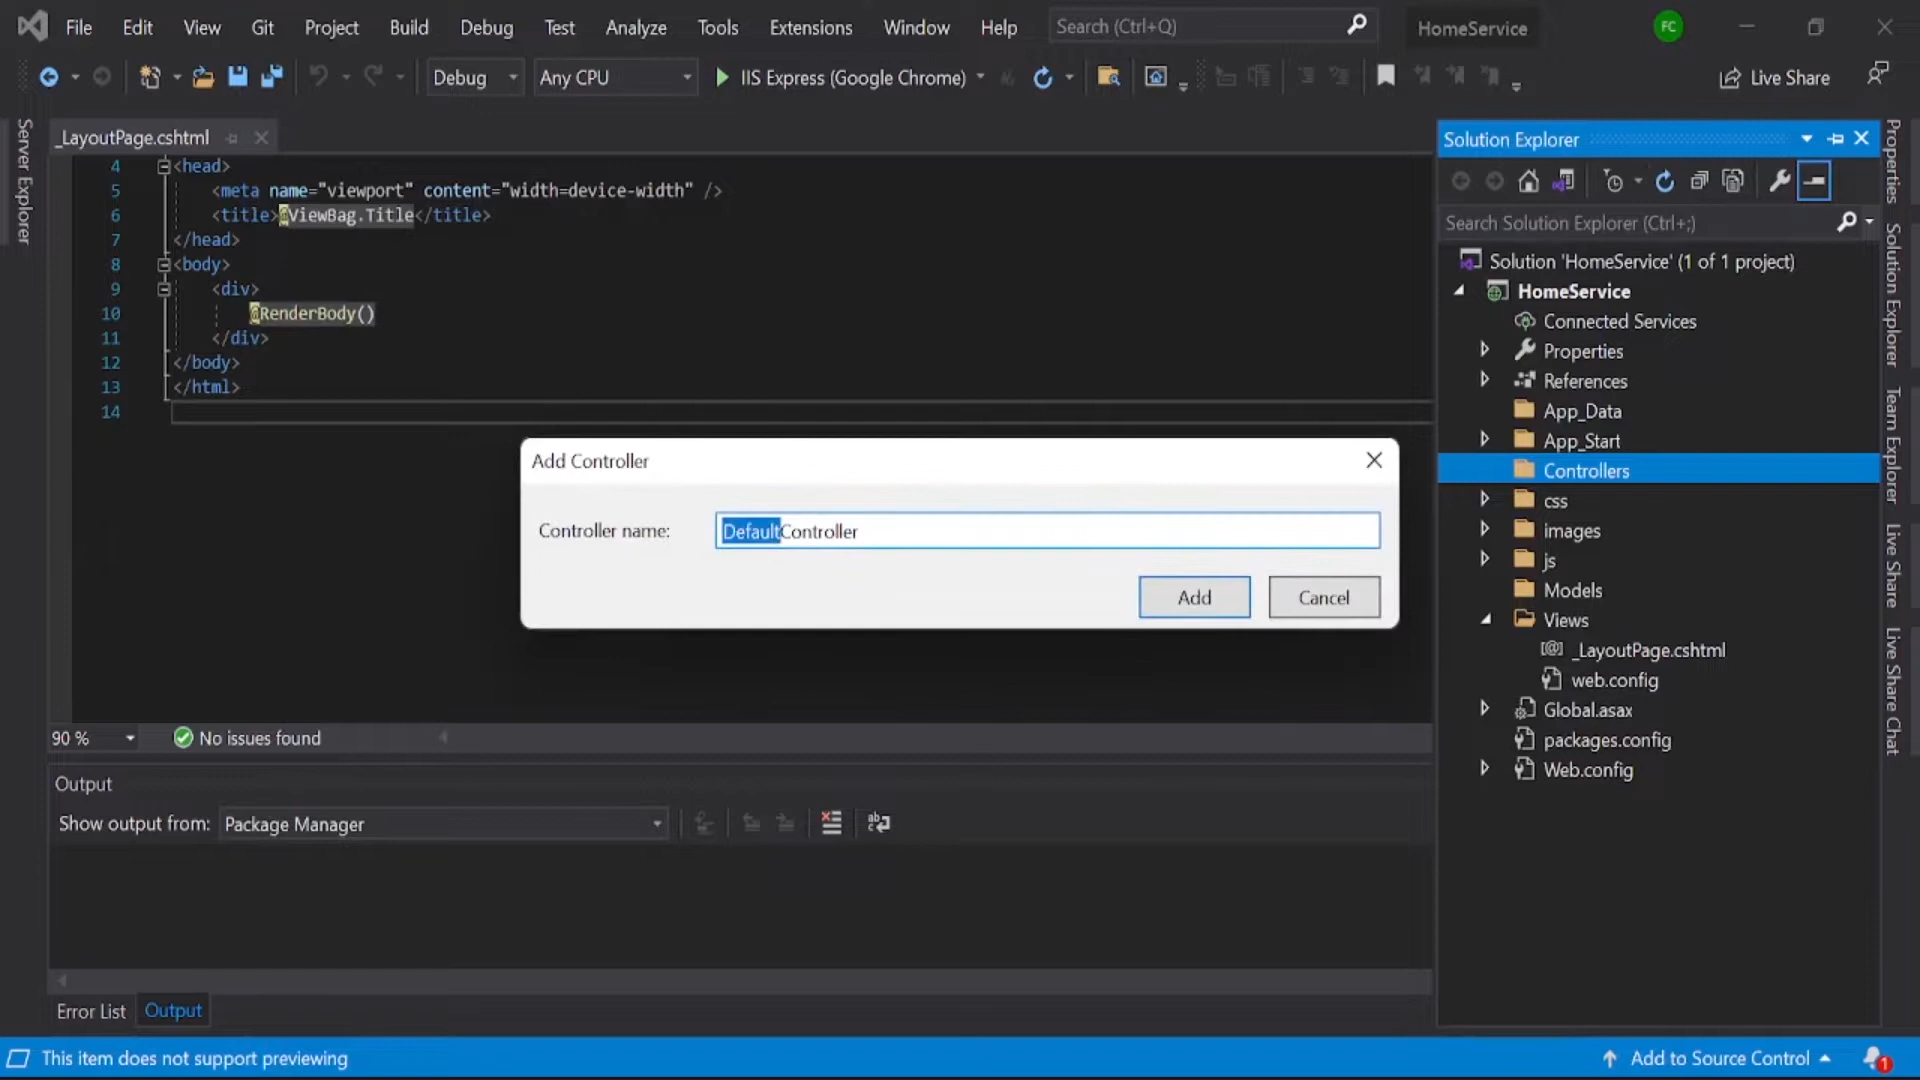 File Edit View Git Project Build Debug Test Analyze Tools Extensions Window Help Search (Ctrl+Q) HomeService FC
Debug Any CPU IIS Express (Google Chrome) Live Share
Server Explorer
_LayoutPage.cshtml
4 <head>
5 <meta name="viewport" content="width=device-width" />
6 <title>@ViewBag.Title</title>
7 </head>
8 <body>
9 <div>
10 @RenderBody()
11 </div>
12 </body>
13 </html>
14
Add Controller
Controller name: DefaultController
Add Cancel
90 % No issues found
Output
Show output from: Package Manager
Error List Output
This item does not support previewing
Add to Source Control 1
Solution Explorer
Search Solution Explorer (Ctrl+;)
Solution 'HomeService' (1 of 1 project)
HomeService
Connected Services
Properties
References
App_Data
App_Start
Controllers
css
images
js
Models
Views
_LayoutPage.cshtml
web.config
Global.asax
packages.config
Web.config
Properties
Solution Explorer
Team Explorer
Live Share
Live Share Chat